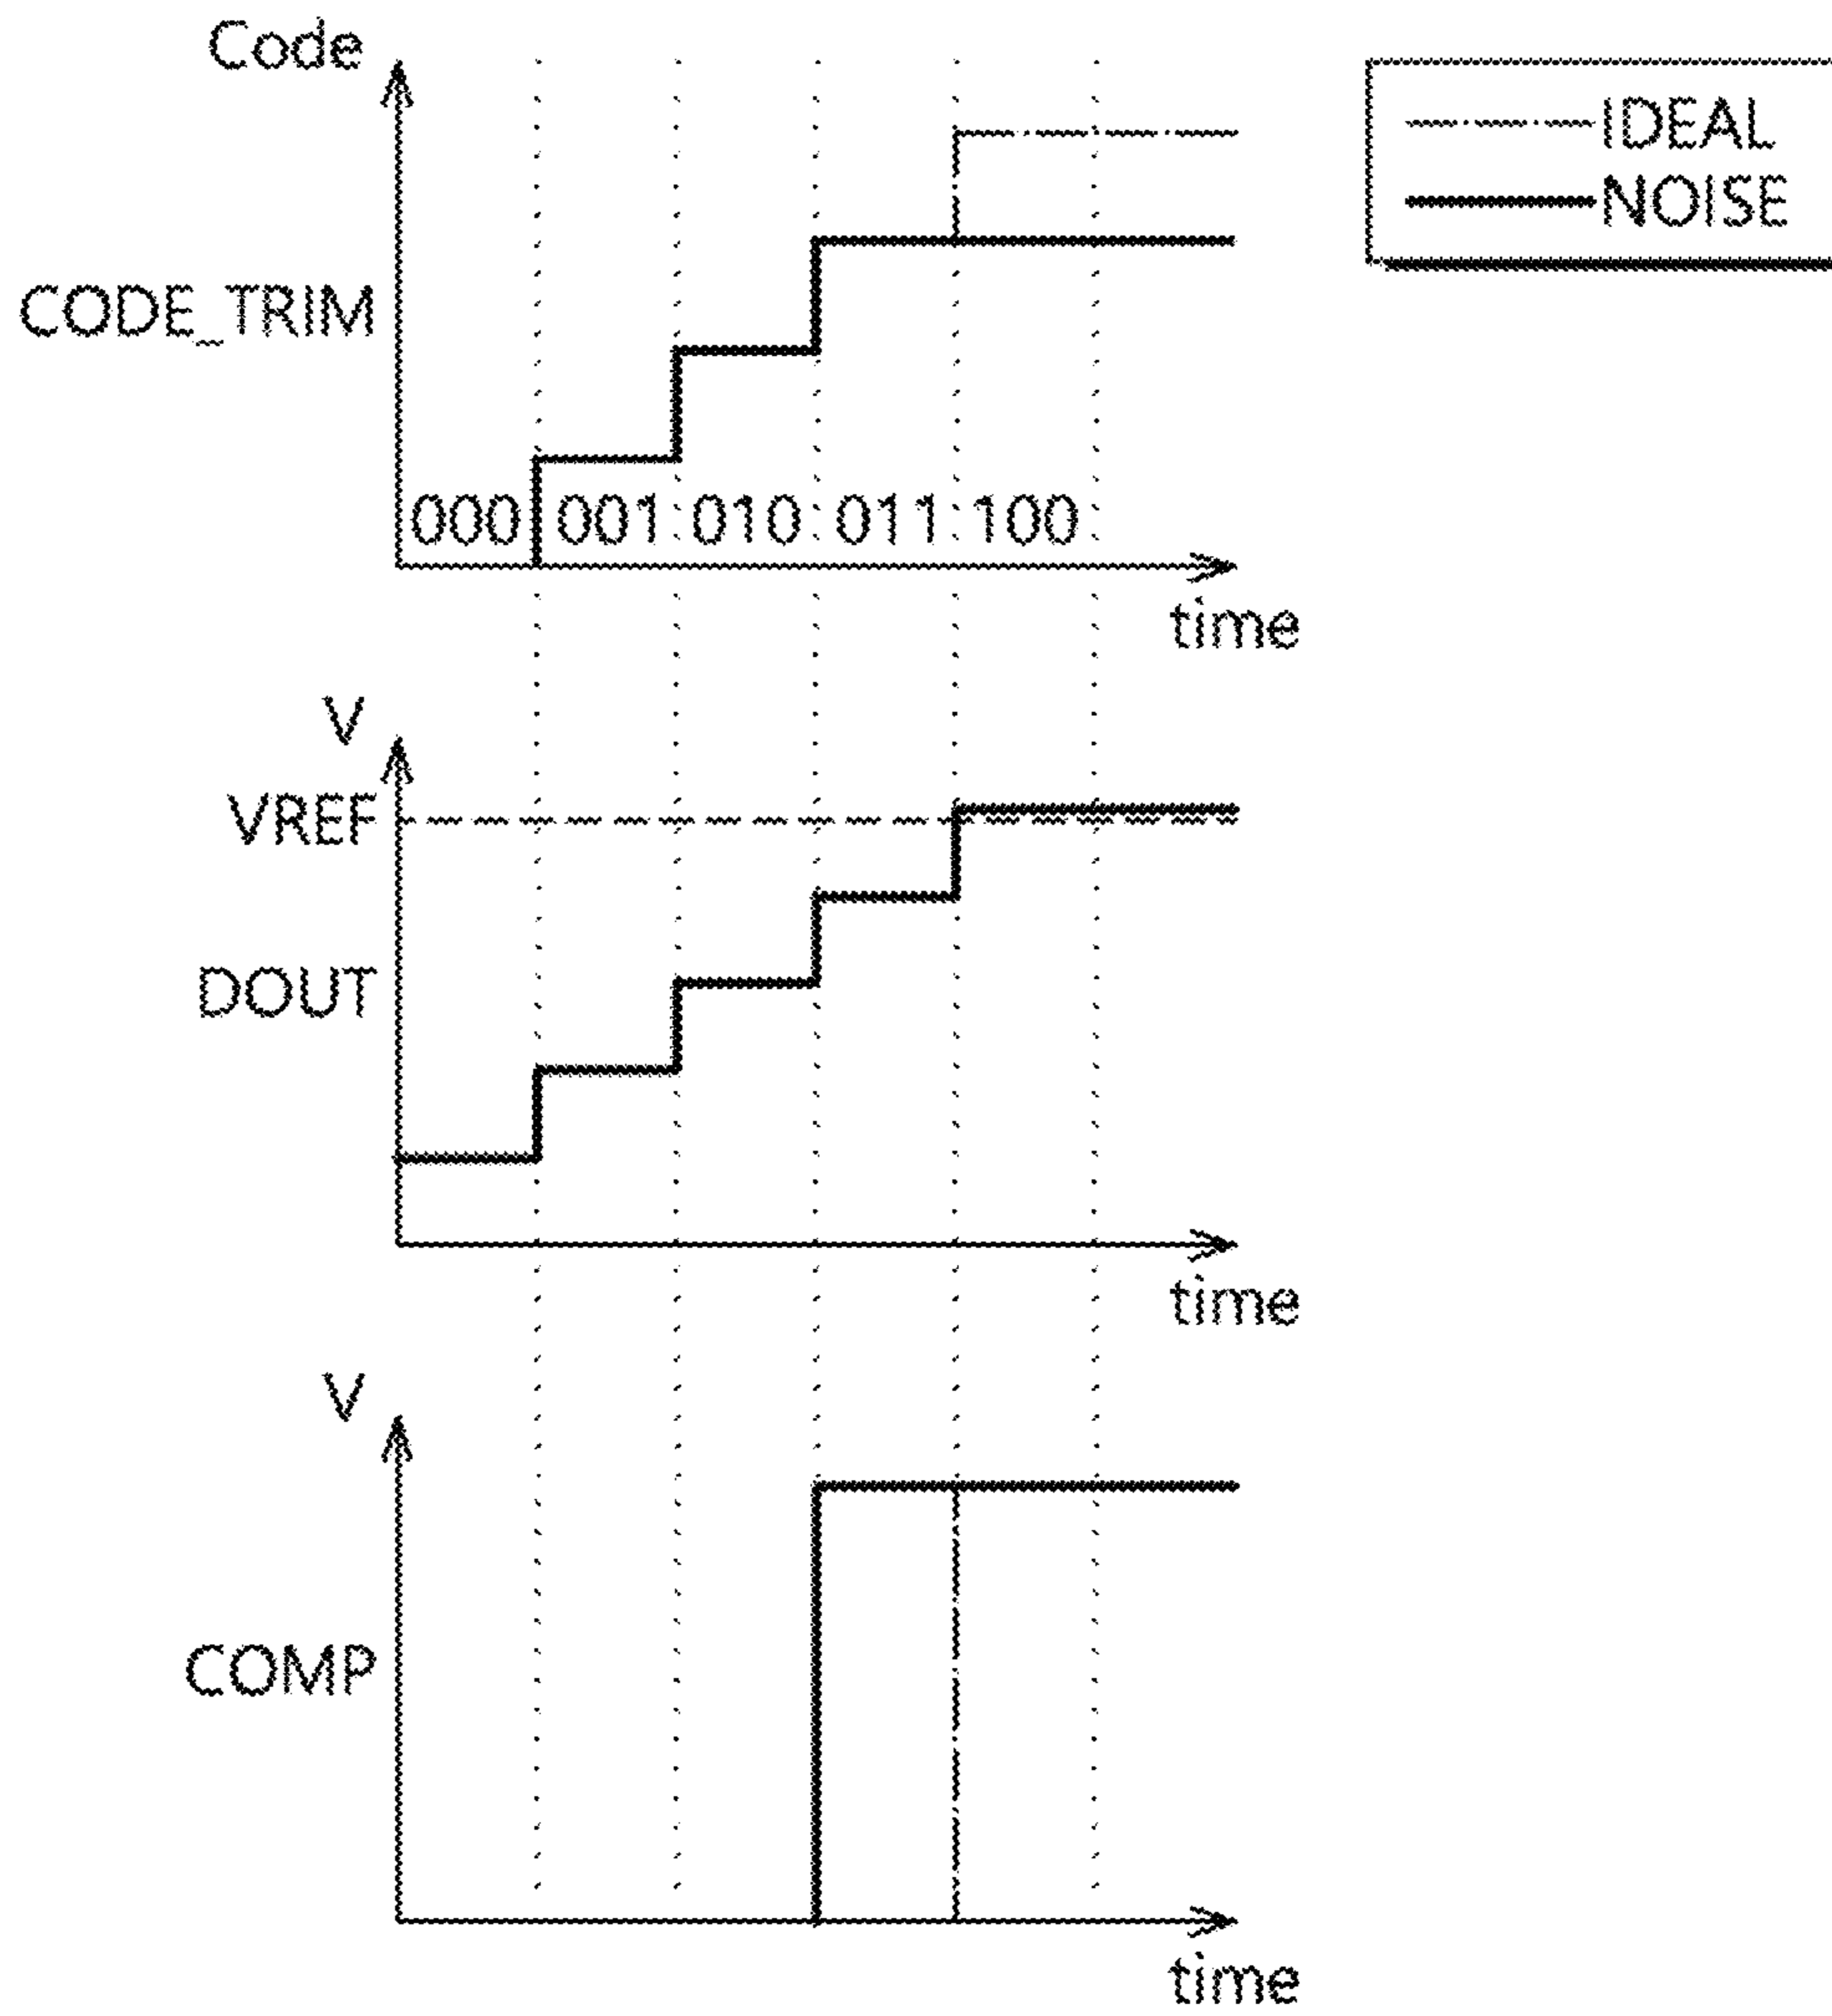 Code
IDEAL
NOISE
CODE_TRIM
000 001 010 011 100
time
V
VREF
DOUT
time
V
COMP
time